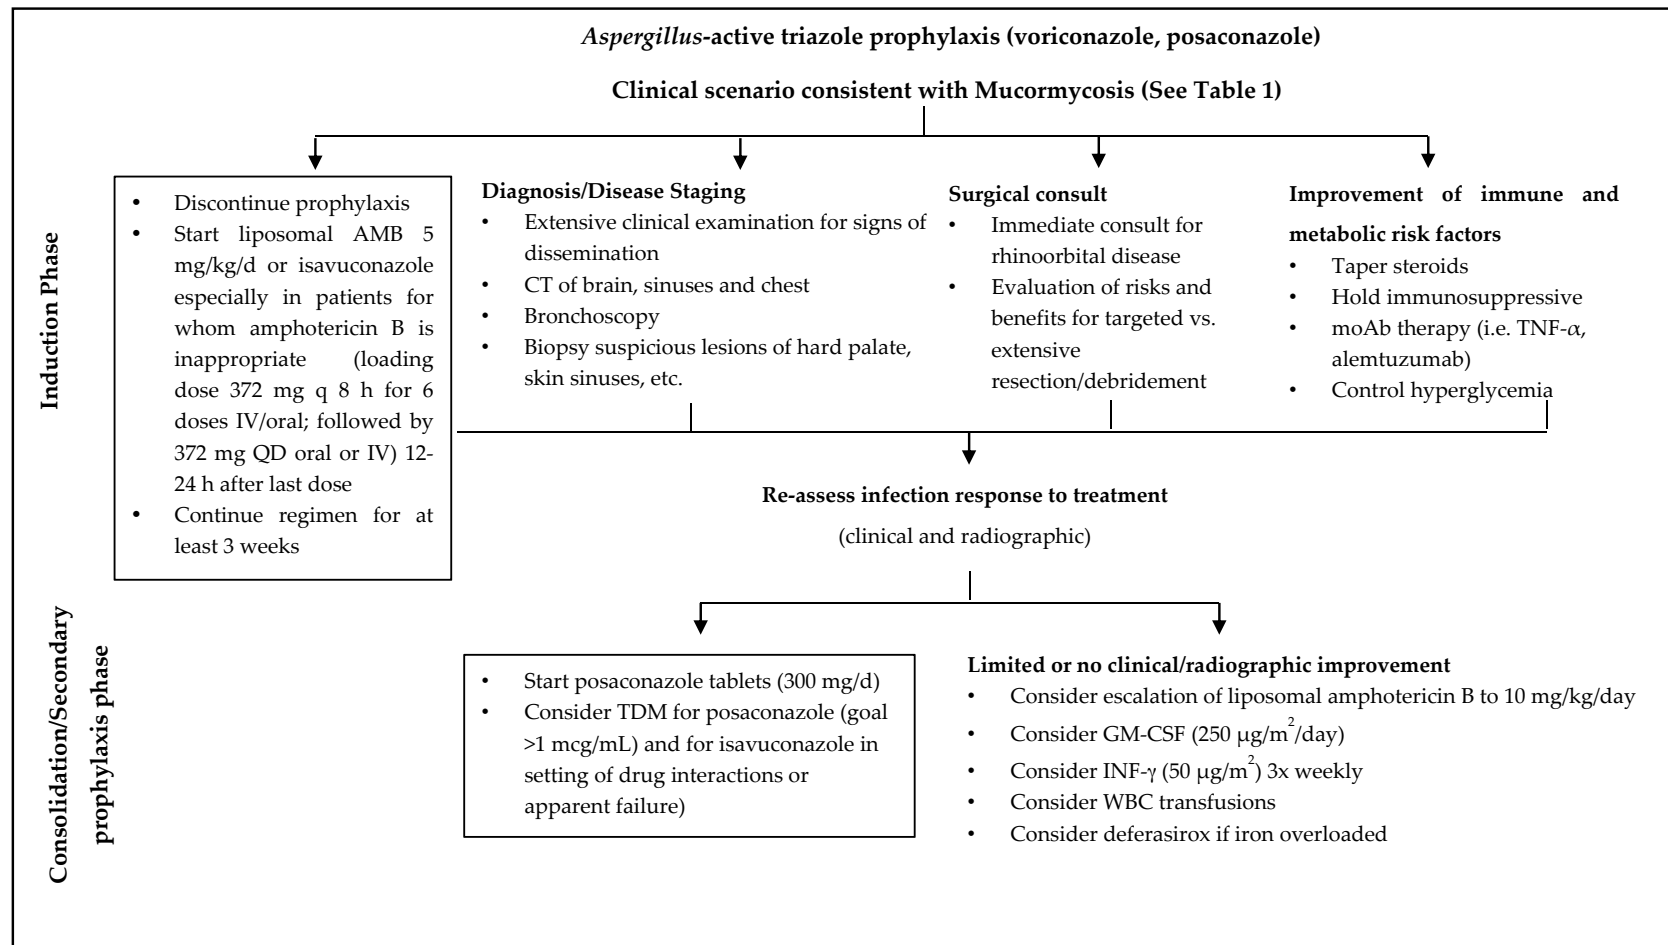 Aspergillus-active triazole prophylaxis (voriconazole, posaconazole)
Clinical scenario consistent with Mucormycosis (See Table 1)
Induction Phase
• Discontinue prophylaxis
• Start liposomal AMB 5
mg/kg/d or isavuconazole
especially in patients for
whom amphotericin B is
inappropriate (loading
dose 372 mg q 8 h for 6
doses IV/oral; followed by
372 mg QD oral or IV) 12-
24 h after last dose
• Continue regimen for at
least 3 weeks
Diagnosis/Disease Staging
• Extensive clinical examination for signs of
dissemination
• CT of brain, sinuses and chest
• Bronchoscopy
• Biopsy suspicious lesions of hard palate,
skin sinuses, etc.
Surgical consult
• Immediate consult for
rhinoorbital disease
• Evaluation of risks and
benefits for targeted vs.
extensive
resection/debridement
Improvement of immune and
metabolic risk factors
• Taper steroids
• Hold immunosuppressive
• moAb therapy (i.e. TNF-α,
alemtuzumab)
• Control hyperglycemia
Re-assess infection response to treatment
(clinical and radiographic)
Consolidation/Secondary
prophylaxis phase
• Start posaconazole tablets (300 mg/d)
• Consider TDM for posaconazole (goal
>1 mcg/mL) and for isavuconazole in
setting of drug interactions or
apparent failure)
Limited or no clinical/radiographic improvement
• Consider escalation of liposomal amphotericin B to 10 mg/kg/day
• Consider GM-CSF (250 µg/m²/day)
• Consider INF-γ (50 µg/m²) 3x weekly
• Consider WBC transfusions
• Consider deferasirox if iron overloaded